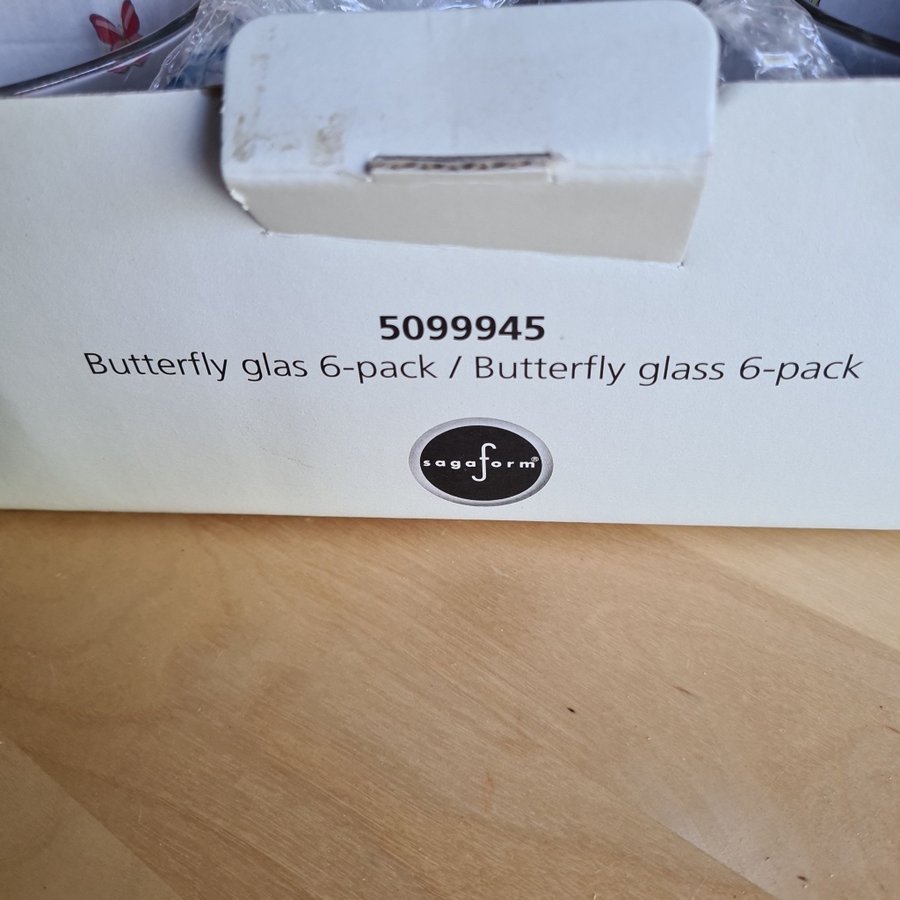 5099945
Butterfly glas 6-pack / Butterfly glass 6-pack
sagaform®